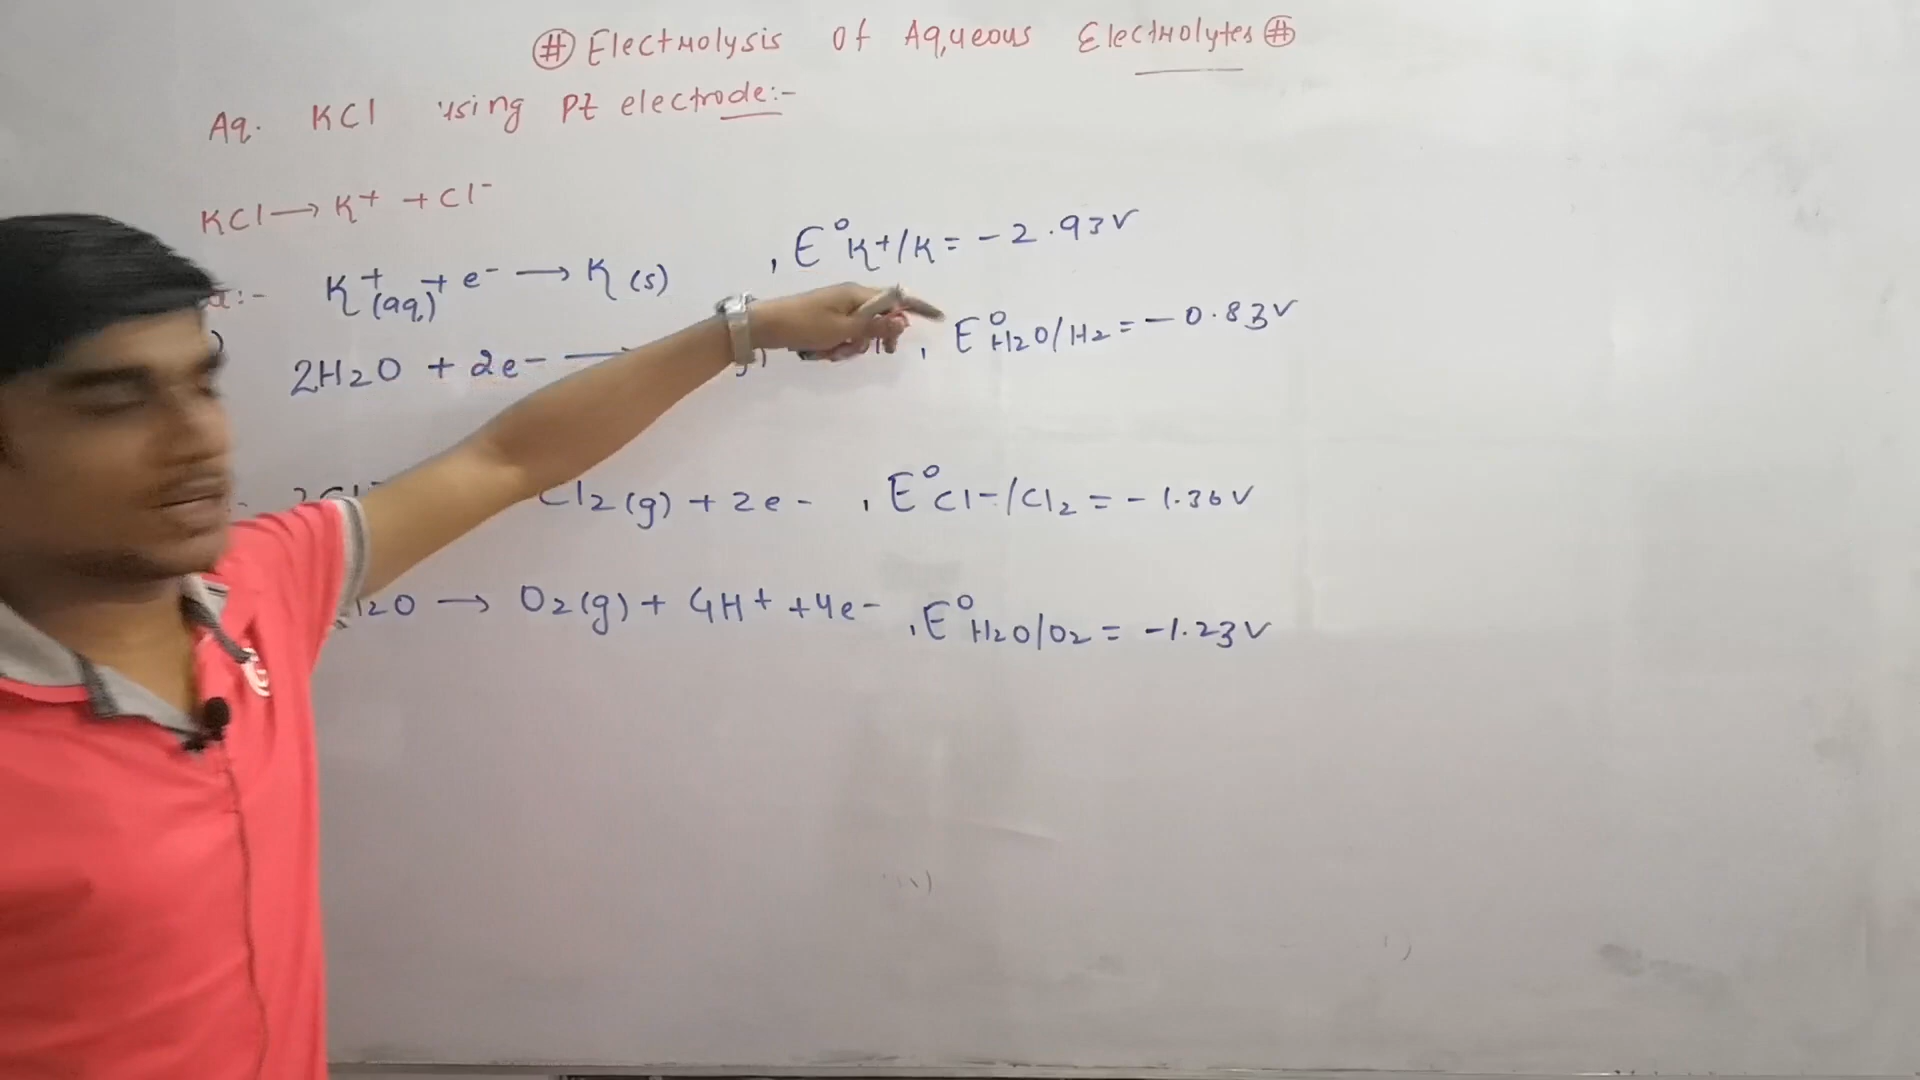 # Electrolysis of Aqueous Electrolytes #
Aq. KCl using Pt electrode:-
KCl → K+ + Cl-
:- K+(aq) + e- → K(s) , E°K+/K = -2.93V
2H2O + 2e- → , E°H2O/H2 = -0.83V
Cl2(g) + 2e- , E°Cl-/Cl2 = -1.36V
H2O → O2(g) + 4H+ + 4e- , E°H2O/O2 = -1.23V